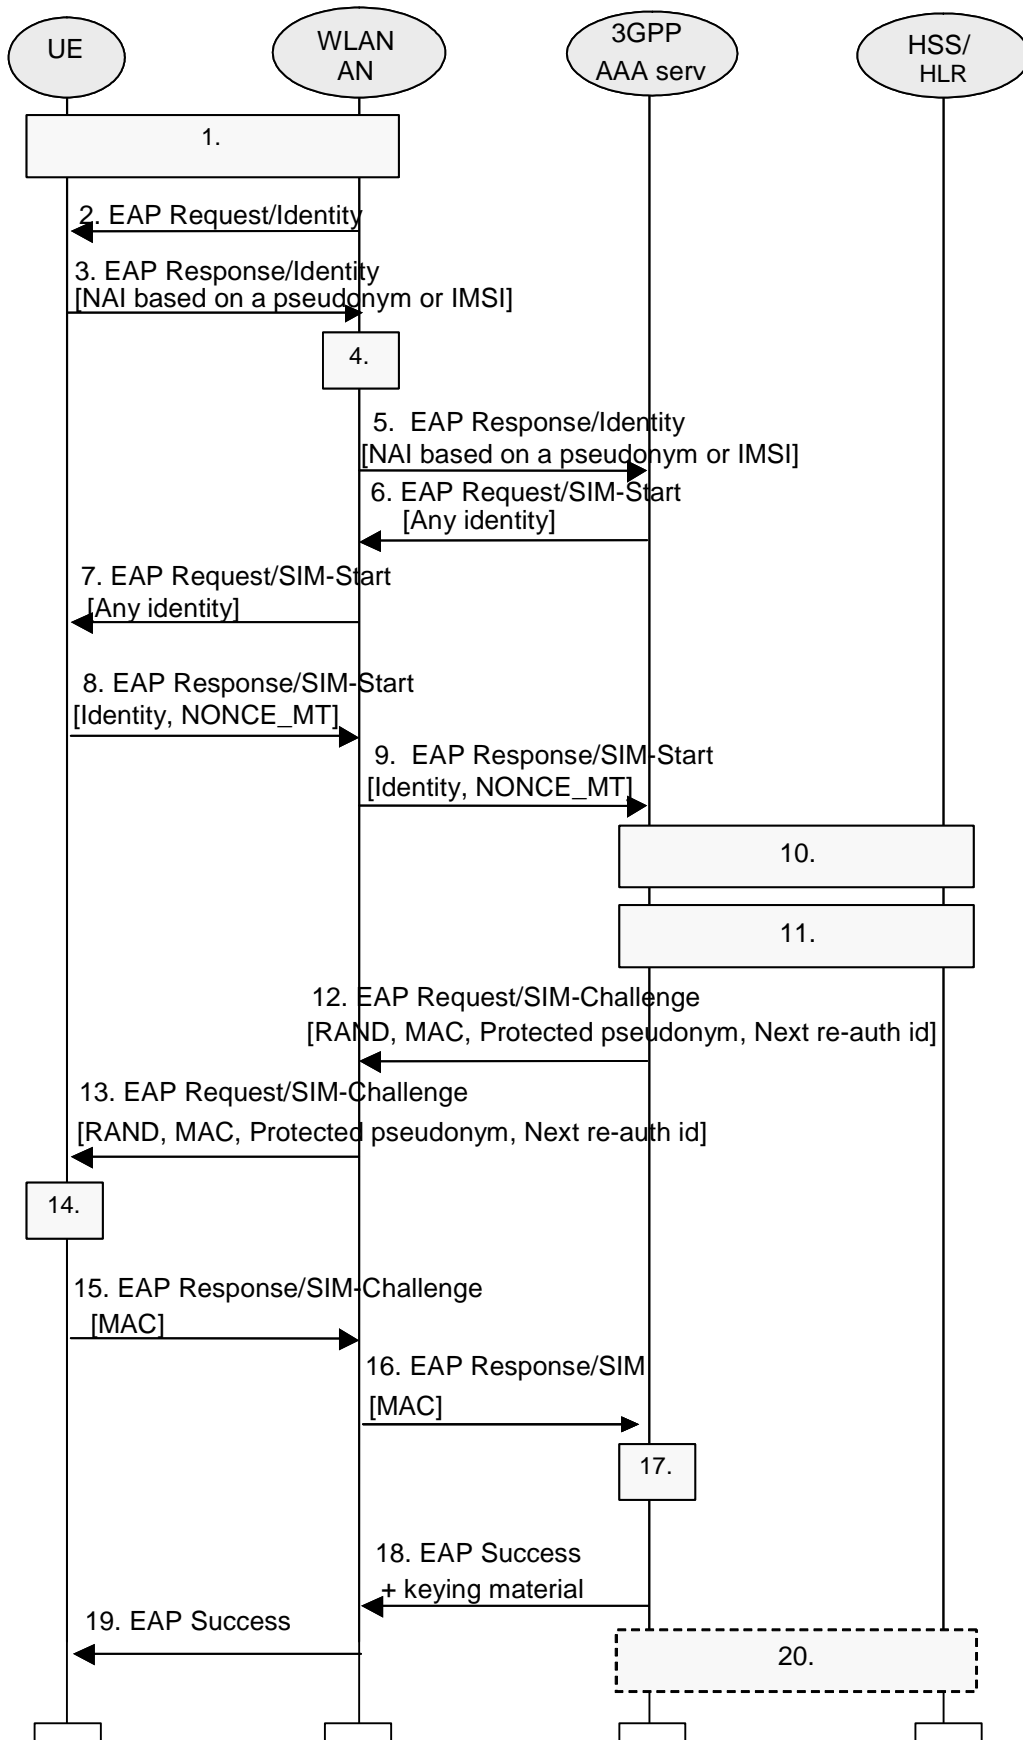 UE
WLAN
AN
3GPP
AAA serv
HSS/
HLR
1.
2. EAP Request/Identity
3. EAP Response/Identity
[NAI based on a pseudonym or IMSI]
4.
5.  EAP Response/Identity
[NAI based on a pseudonym or IMSI]
6. EAP Request/SIM-Start
[Any identity]
7. EAP Request/SIM-Start
[Any identity]
8. EAP Response/SIM-Start
[Identity, NONCE_MT]
9.  EAP Response/SIM-Start
[Identity, NONCE_MT]
10.
11.
12. EAP Request/SIM-Challenge
[RAND, MAC, Protected pseudonym, Next re-auth id]
13. EAP Request/SIM-Challenge
[RAND, MAC, Protected pseudonym, Next re-auth id]
14.
15. EAP Response/SIM-Challenge
[MAC]
16. EAP Response/SIM
[MAC]
17.
18. EAP Success
+ keying material
19. EAP Success
20.